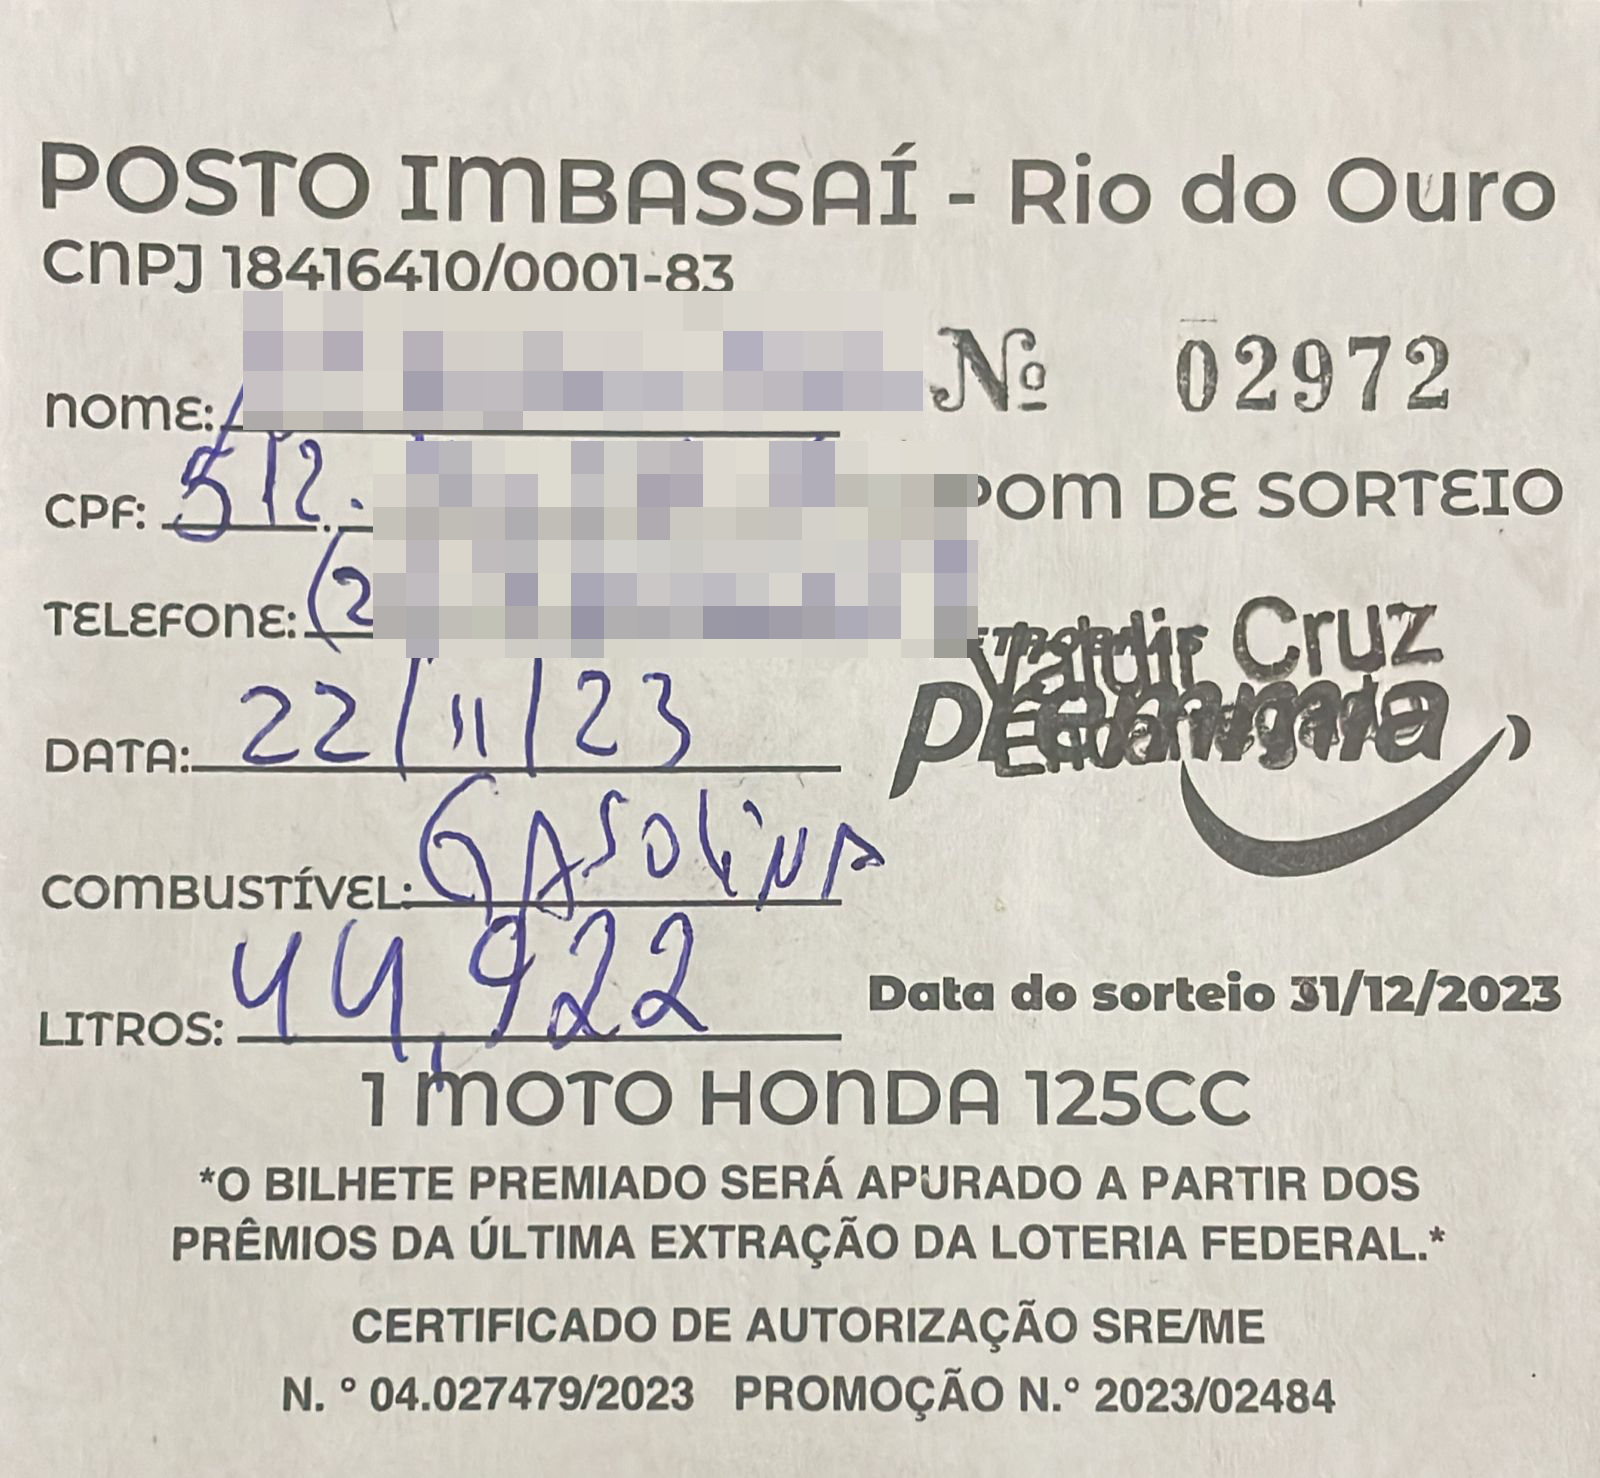 POSTO IMBASSAÍ - Rio do Ouro
CNPJ 18416410/0001-83
NOME:
Nº 02972
CPF: 512.
POM DE SORTEIO
TELEFONE: (2
Valdir Cruz
premmia
DATA: 22/11/23
COMBUSTÍVEL: GASOLINA
LITROS: 44,922
Data do sorteio 31/12/2023
1 MOTO HONDA 125CC
*O BILHETE PREMIADO SERÁ APURADO A PARTIR DOS
PRÊMIOS DA ÚLTIMA EXTRAÇÃO DA LOTERIA FEDERAL.*
CERTIFICADO DE AUTORIZAÇÃO SRE/ME
N. º 04.027479/2023 PROMOÇÃO N.º 2023/02484